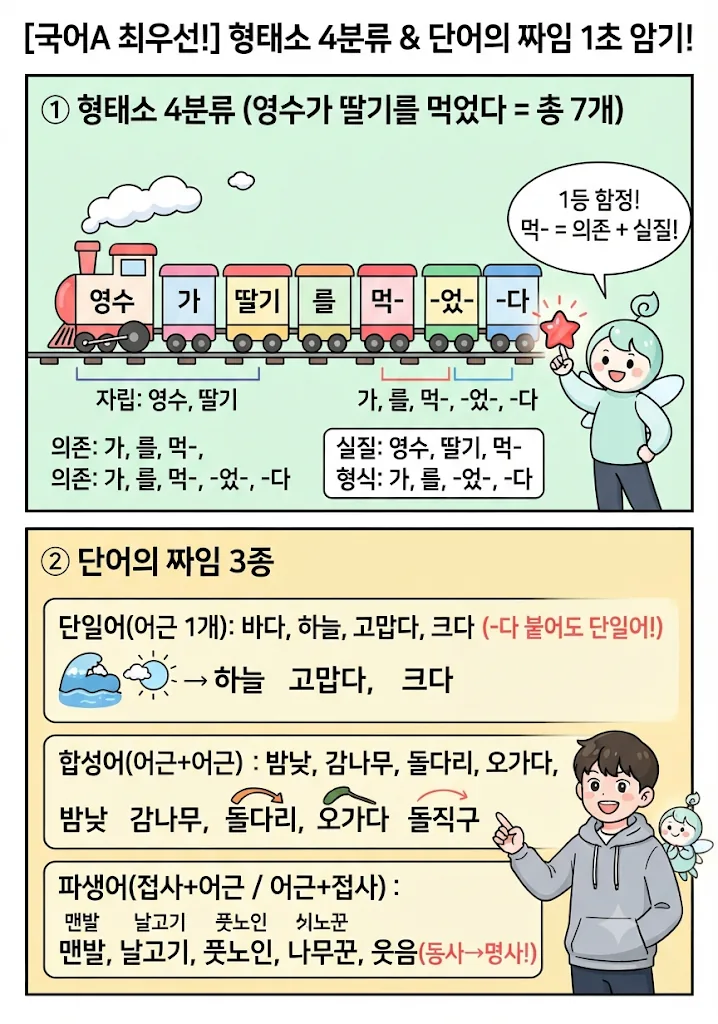 [국어A 최우선!] 형태소 4분류 & 단어의 짜임 1초 암기!
① 형태소 4분류 (영수가 딸기를 먹었다 = 총 7개)
1등 함정!
먹- = 의존 + 실질!
영수 가 딸기 를 먹- -었- -다
자립: 영수, 딸기
가, 를, 먹-, -었-, -다
의존: 가, 를, 먹-,
의존: 가, 를, 먹-, -었-, -다
실질: 영수, 딸기, 먹-
형식: 가, 를, -었-, -다
② 단어의 짜임 3종
단일어(어근 1개): 바다, 하늘, 고맙다, 크다 (-다 붙어도 단일어!)
→ 하늘 고맙다, 크다
합성어(어근+어근) : 밤낮, 감나무, 돌다리, 오가다,
밤낮 감나무, 돌다리, 오가다 돌직구
파생어(접사+어근 / 어근+접사) :
맨발 날고기 풋노인
맨발, 날고기, 풋노인, 나무꾼, 웃음(동사→명사!)